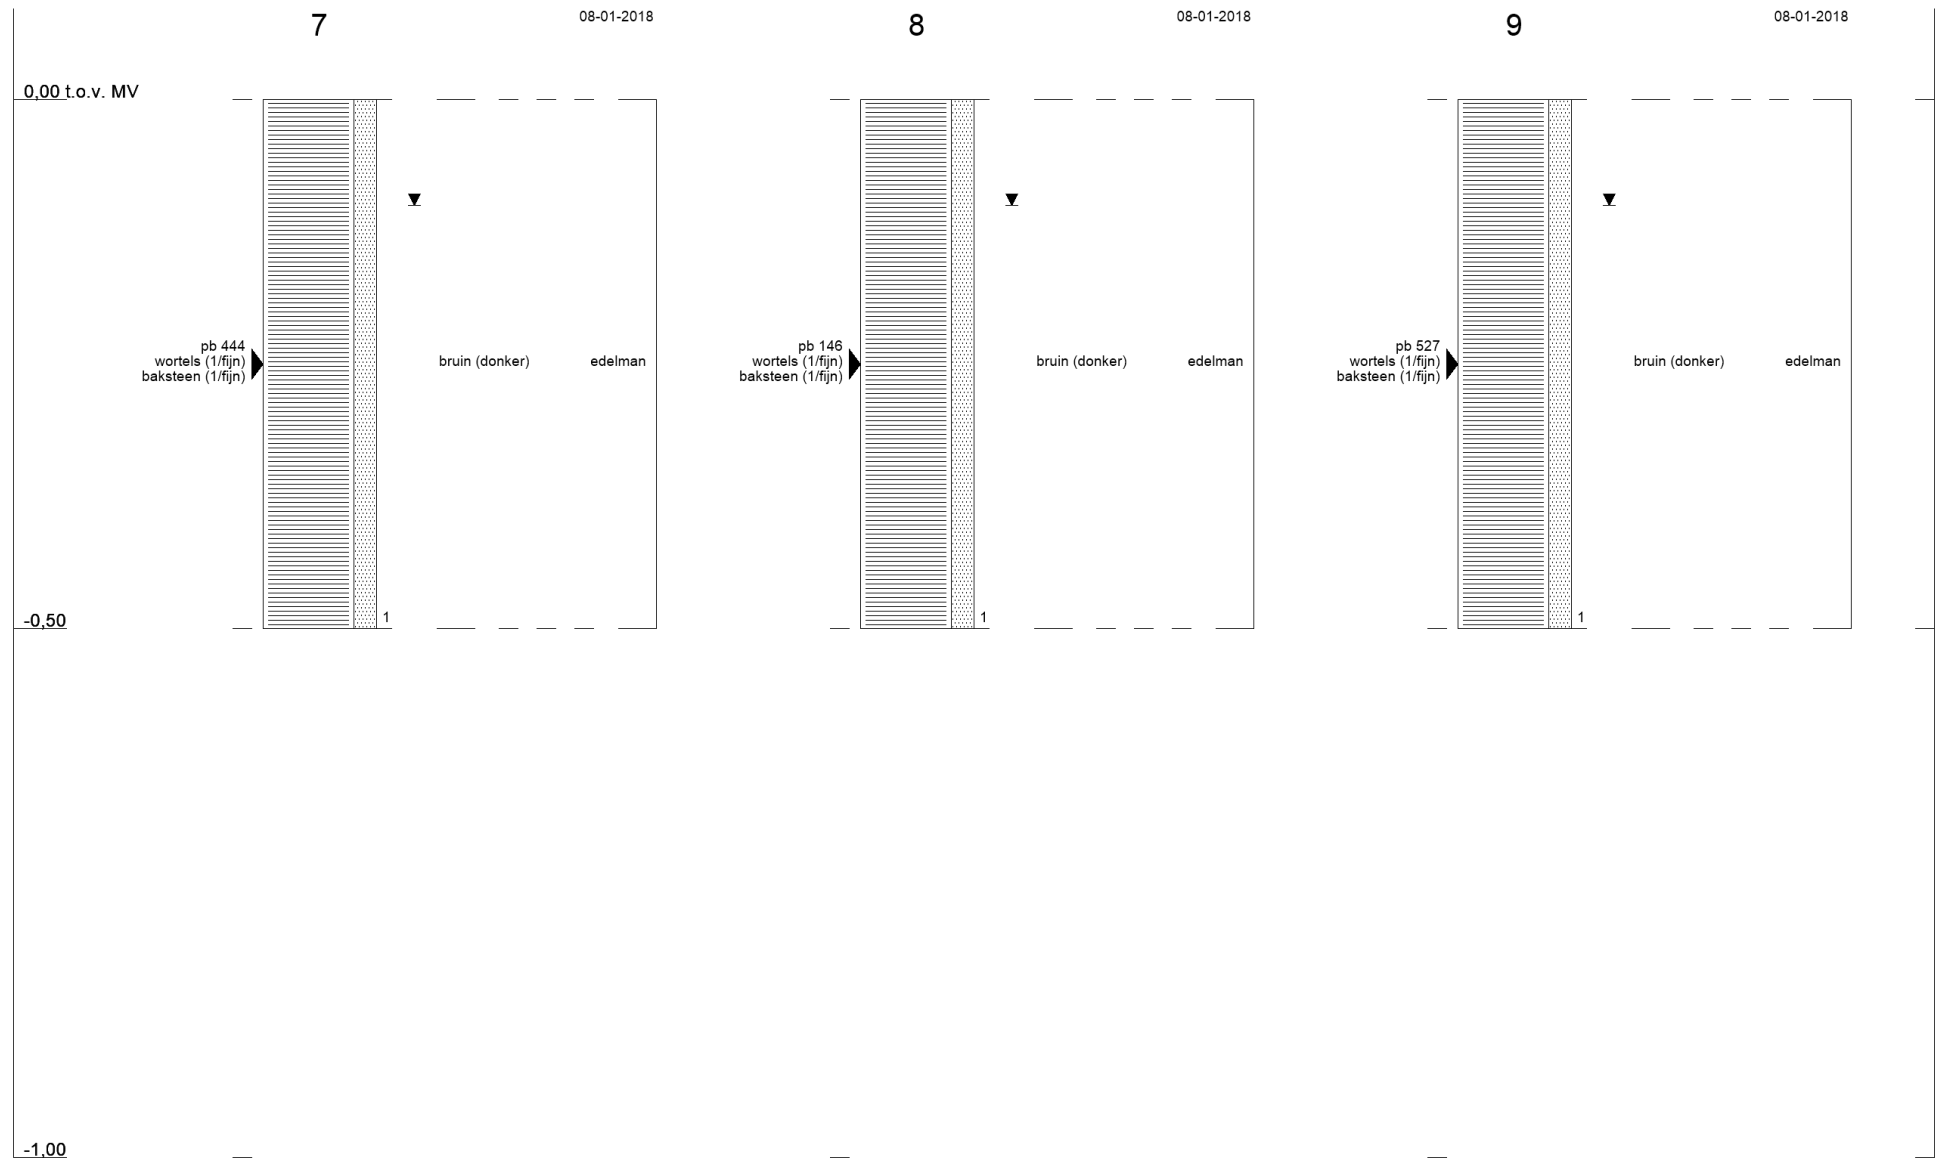 7
08-01-2018
8
08-01-2018
9
08-01-2018
0,00 t.o.v. MV
pb 444
wortels (1/fijn)
baksteen (1/fijn)
bruin (donker)
edelman
pb 146
wortels (1/fijn)
baksteen (1/fijn)
bruin (donker)
edelman
pb 527
wortels (1/fijn)
baksteen (1/fijn)
bruin (donker)
edelman
-0,50
1
1
1
-1,00